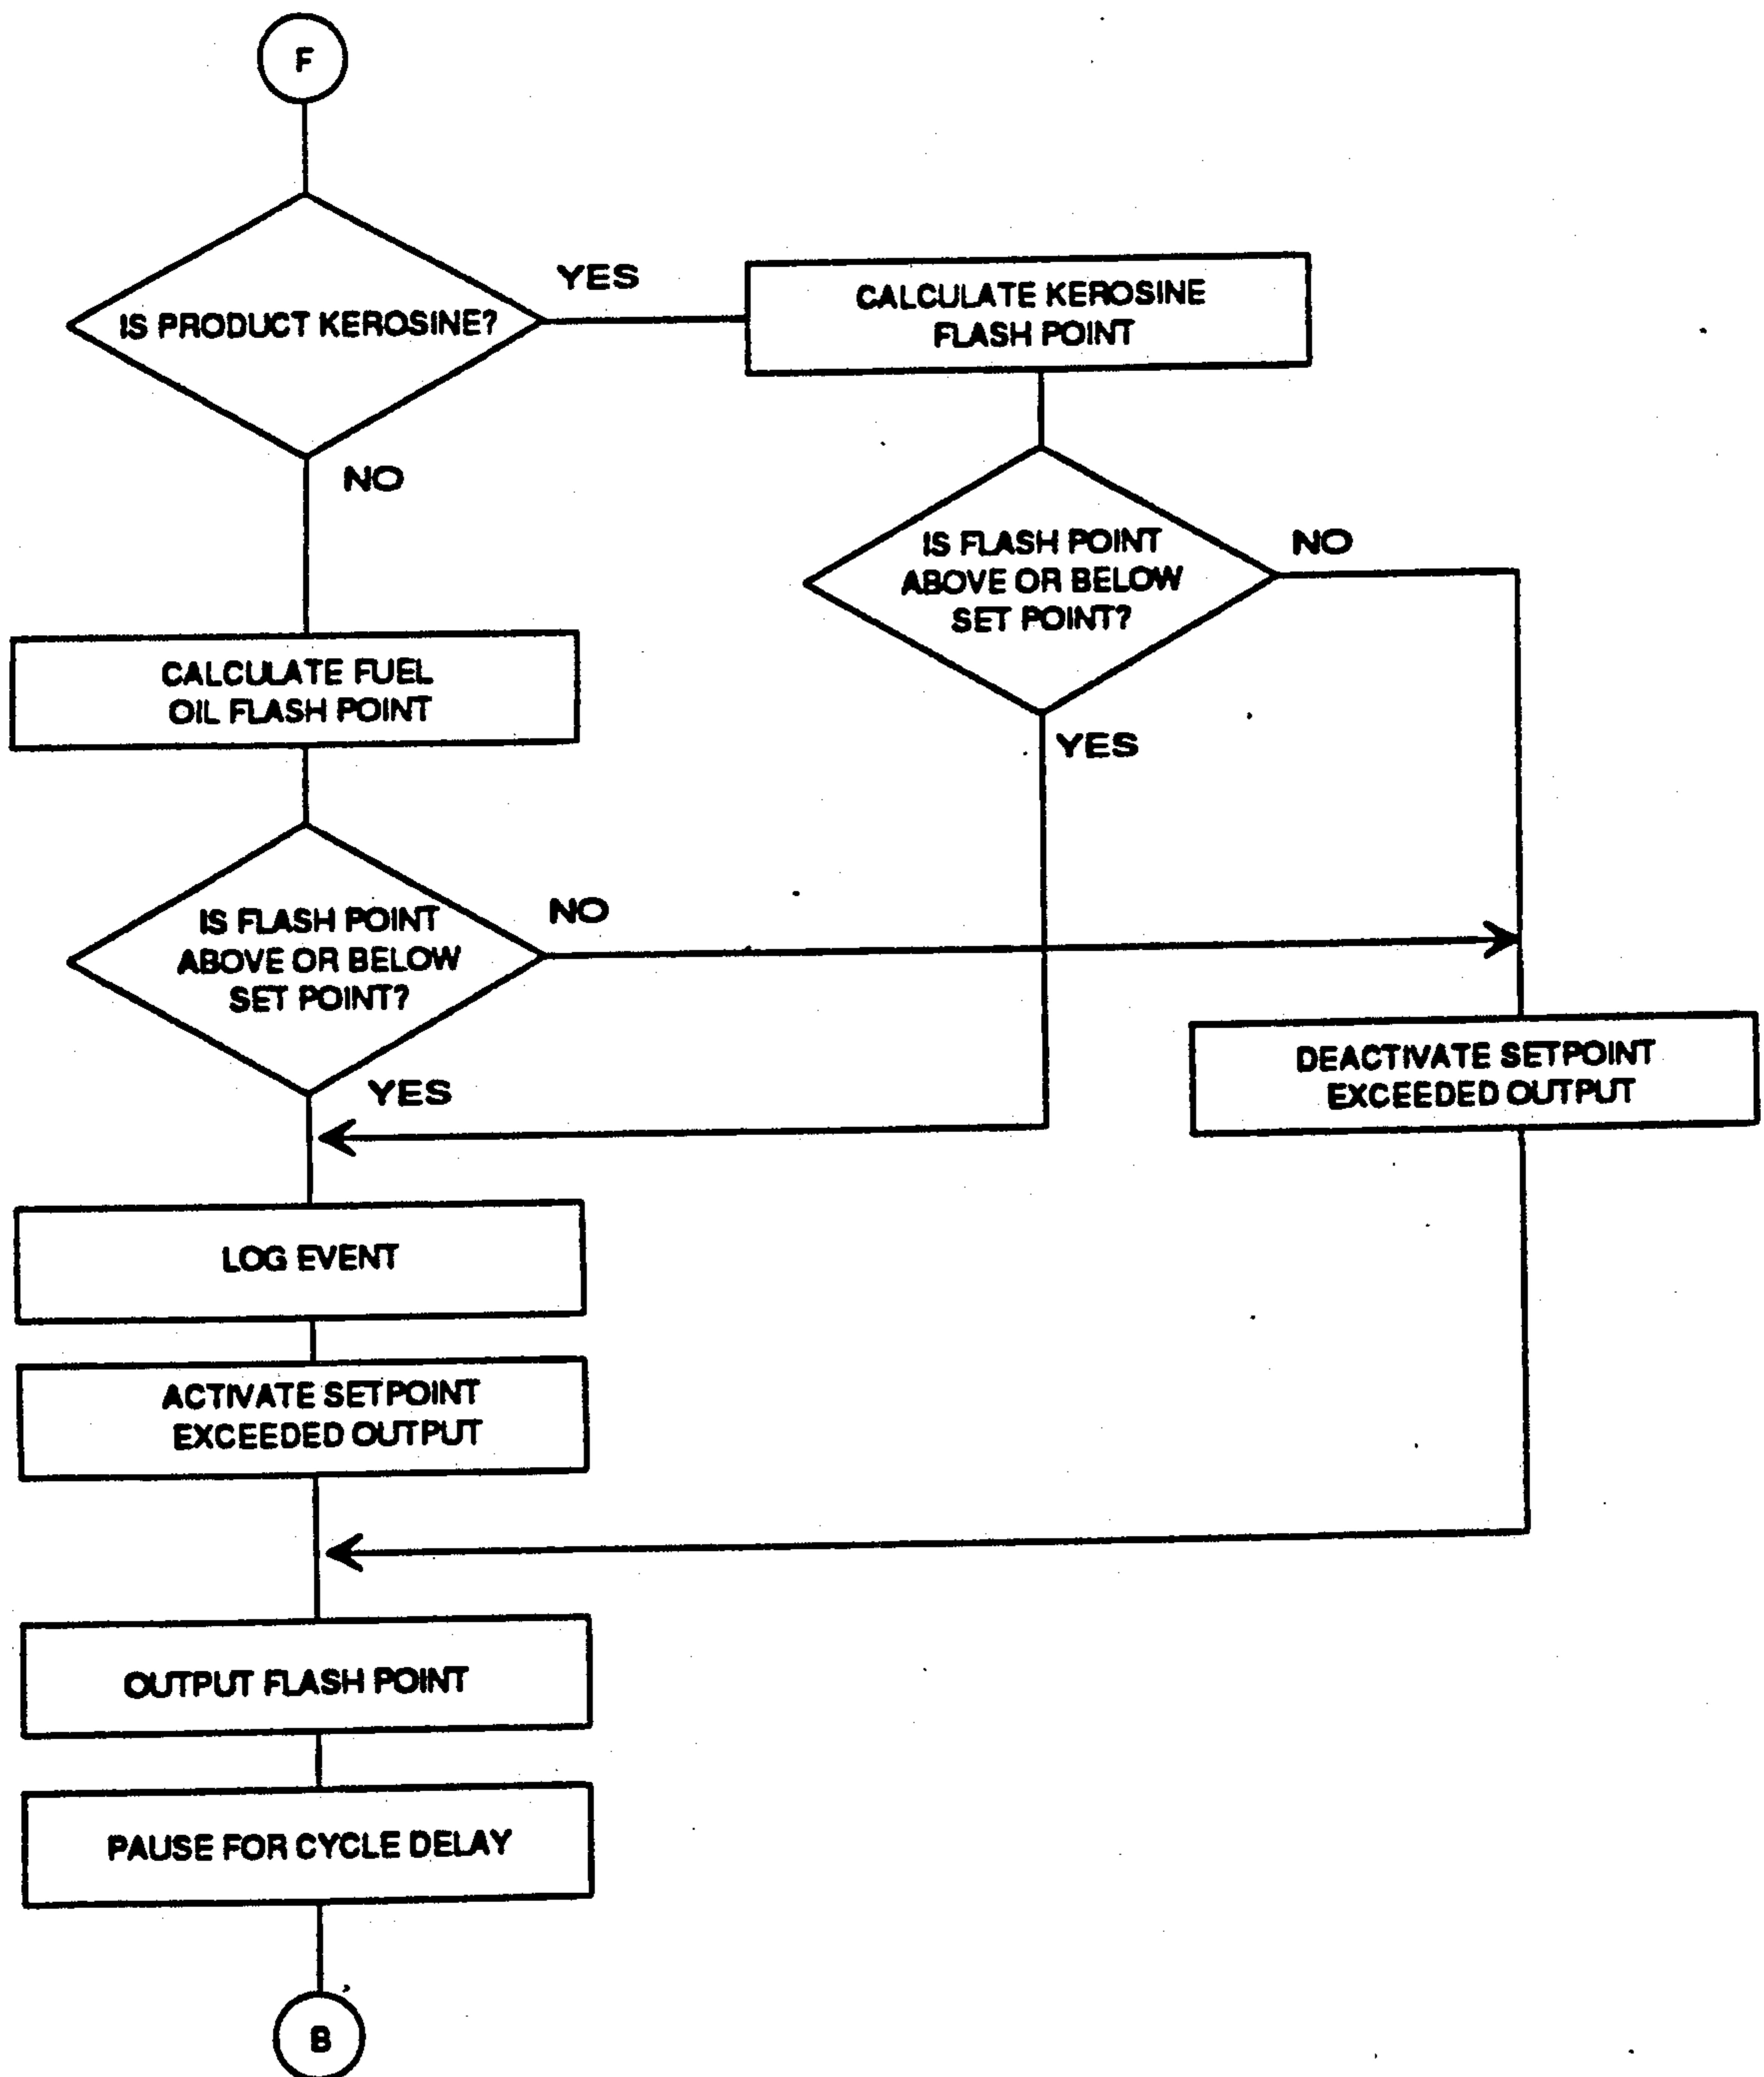 F
IS PRODUCT KEROSINE?
YES
CALCULATE KEROSINE
FLASH POINT
NO
IS FLASH POINT
ABOVE OR BELOW
SET POINT?
NO
YES
CALCULATE FUEL
OIL FLASH POINT
IS FLASH POINT
ABOVE OR BELOW
SET POINT?
NO
YES
DEACTIVATE SETPOINT
EXCEEDED OUTPUT
LOG EVENT
ACTIVATE SETPOINT
EXCEEDED OUTPUT
OUTPUT FLASH POINT
PAUSE FOR CYCLE DELAY
B